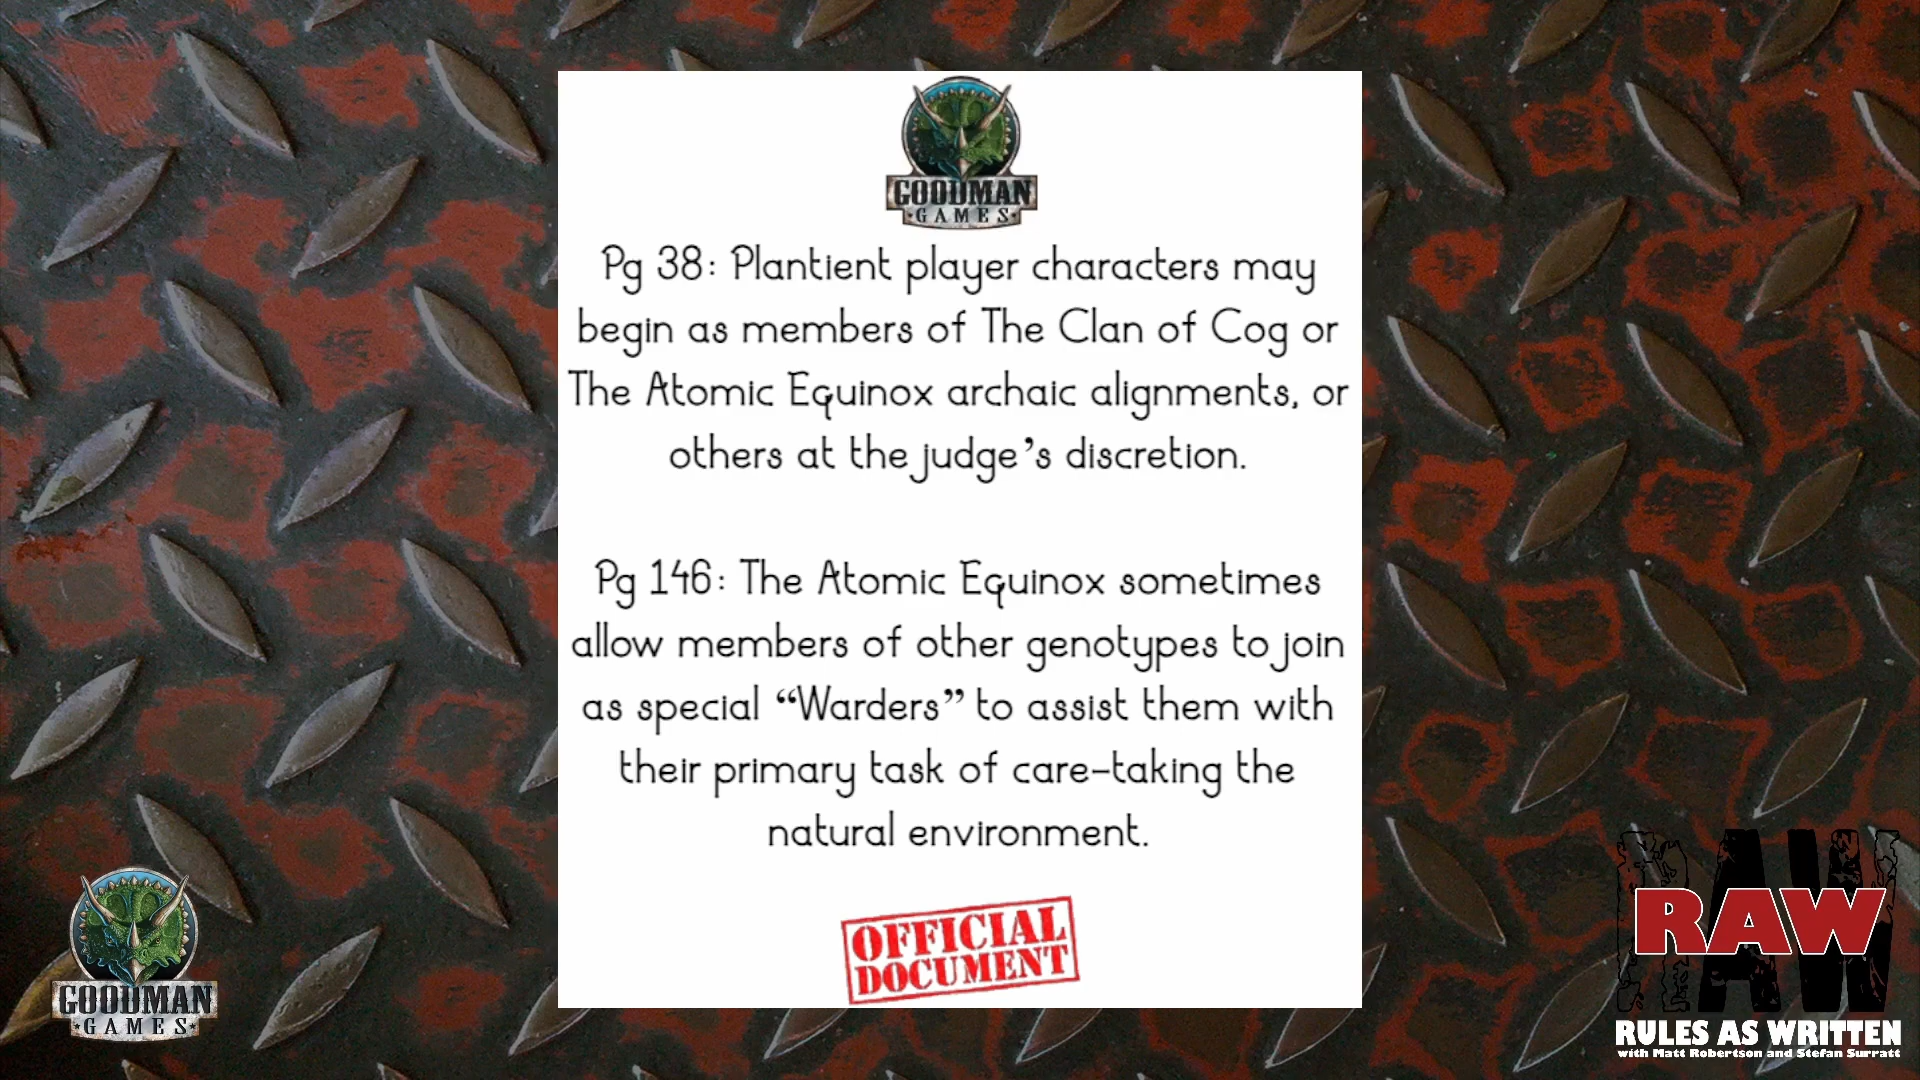 GOODMAN
GAMES
Pg 38: Plantient player characters may
begin as members of The Clan of Cog or
The Atomic Equinox archaic alignments, or
others at the judge’s discretion.
Pg 146: The Atomic Equinox sometimes
allow members of other genotypes to join
as special “Warders” to assist them with
their primary task of care-taking the
natural environment.
OFFICIAL
DOCUMENT
GOODMAN
GAMES
RAW
RAW
RULES AS WRITTEN
with Matt Robertson and Stefan Surratt